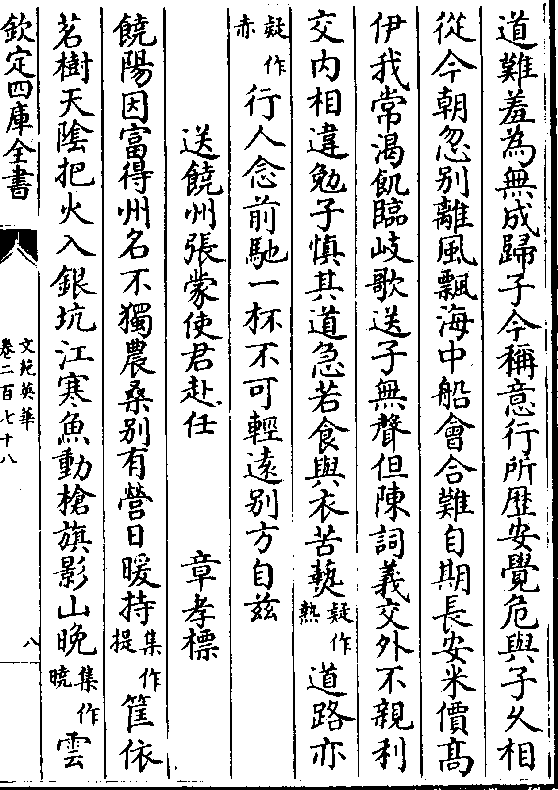 道難羞為無成歸子今稱意行所歴安覺危與子久相
從今朝忽别離風飄海中船會合難自期長安米價髙
伊我常渴飢臨歧歌送子無聲但陳詞義交外不親利
交内相違勉子慎其道急若食與衣苦𤍠疑作熱道路亦
赤疑作行人念前馳一杯不可輕逺别方自兹
送饒州張蒙使君赴任 章孝標
饒陽因富得州名不獨農桑别有營日暖持集作提筐依
茗樹天隂把火入銀坑江寒魚動槍旗影山晩集作曉雲
欽定四庫全書
文苑英華
卷二百七十八
八